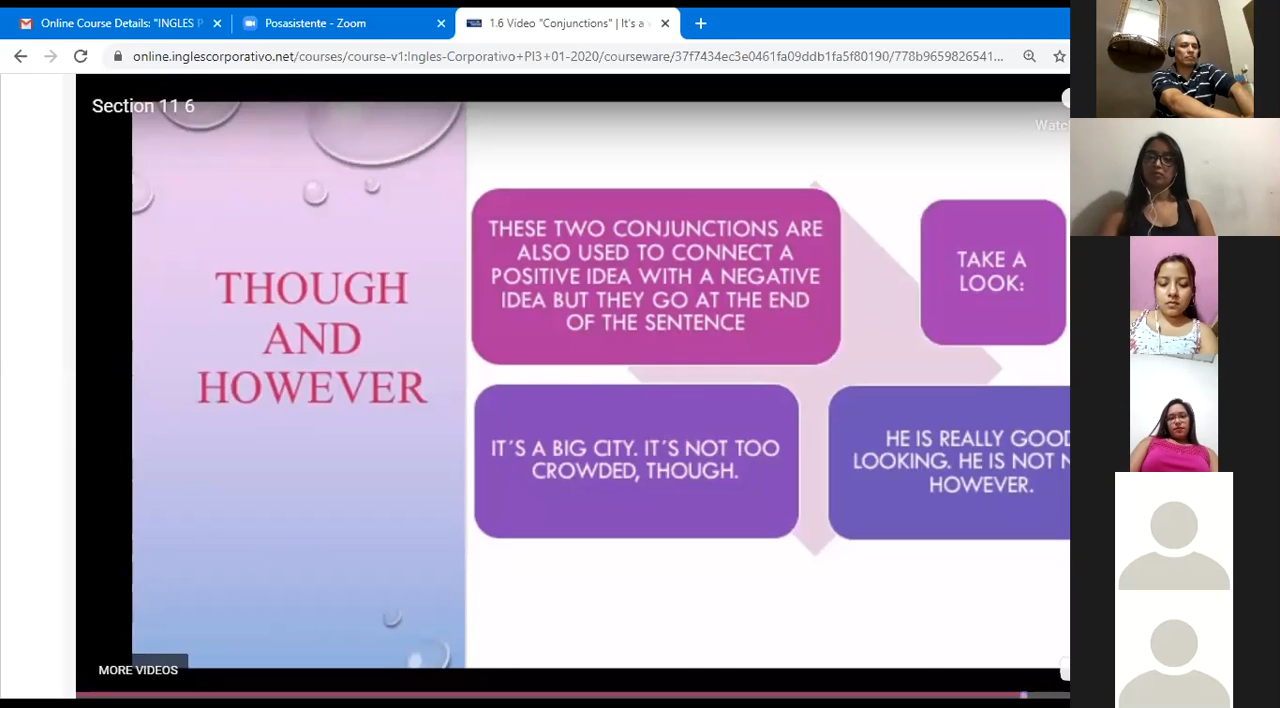 Online Course Details: "INGLES P
Posasistente - Zoom
1.6 Video "Conjunctions" | It's a
online.inglescorporativo.net/courses/course-v1:Ingles-Corporativo+PI3+01-2020/courseware/37f7434ec3e0461fa09ddb1fa5f80190/778b9659826541...
Section 11 6
Watc
THOUGH
AND
HOWEVER
THESE TWO CONJUNCTIONS ARE
ALSO USED TO CONNECT A
POSITIVE IDEA WITH A NEGATIVE
IDEA BUT THEY GO AT THE END
OF THE SENTENCE
TAKE A
LOOK:
IT´S A BIG CITY. IT´S NOT TOO
CROWDED, THOUGH.
HE IS REALLY GOOD
LOOKING. HE IS NOT N
HOWEVER.
MORE VIDEOS